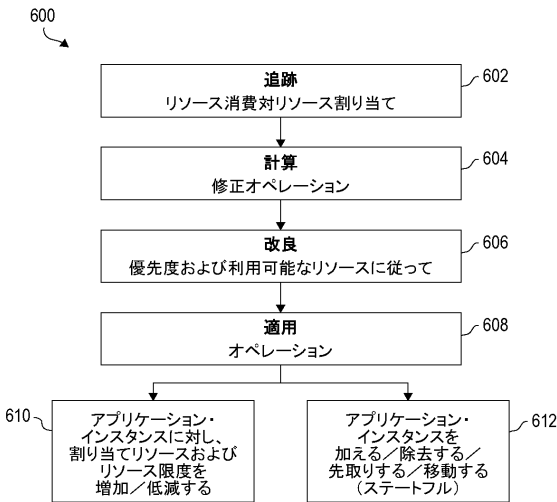 600
追跡
リソース消費対リソース割り当て
602
計算
修正オペレーション
604
改良
優先度および利用可能なリソースに従って
606
適用
オペレーション
608
610
アプリケーション・
インスタンスに対し、
割り当てリソースおよび
リソース限度を
増加／低減する
アプリケーション・
インスタンスを
加える／除去する／
先取りする／移動する
(ステートフル)
612